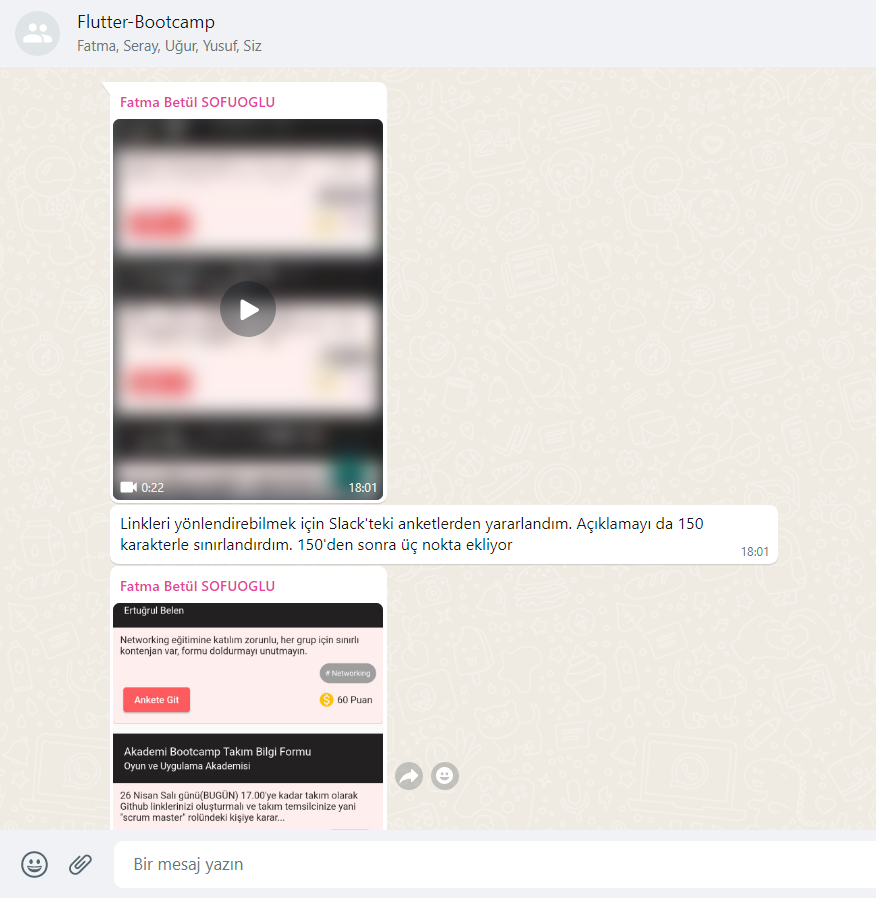 Flutter-Bootcamp
Fatma, Seray, Uğur, Yusuf, Siz
Fatma Betül SOFUOGLU
0:22
18:01
Linkleri yönlendirebilmek için Slack'teki anketlerden yararlandım. Açıklamayı da 150
karakterle sınırlandırdım. 150'den sonra üç nokta ekliyor
18:01
Fatma Betül SOFUOGLU
Ertuğrul Belen
Networking eğitimine katılım zorunlu, her grup için sınırlı
kontenjan var, formu doldurmayı unutmayın.
# Networking
Ankete Git
60 Puan
Akademi Bootcamp Takım Bilgi Formu
Oyun ve Uygulama Akademisi
26 Nisan Salı günü(BUGÜN) 17.00'ye kadar takım olarak
Github linklerinizi oluşturmalı ve takım temsilcinize yani
"scrum master" rolündeki kişiye karar...
Bir mesaj yazın